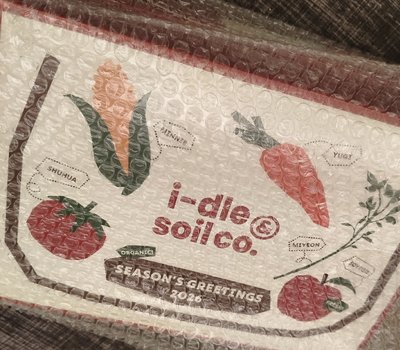 MINNIE
YUQI
SHUHUA
i-dle &
soil co.
MIYEON
ORGANIC!
SEASON'S GREETINGS
2026